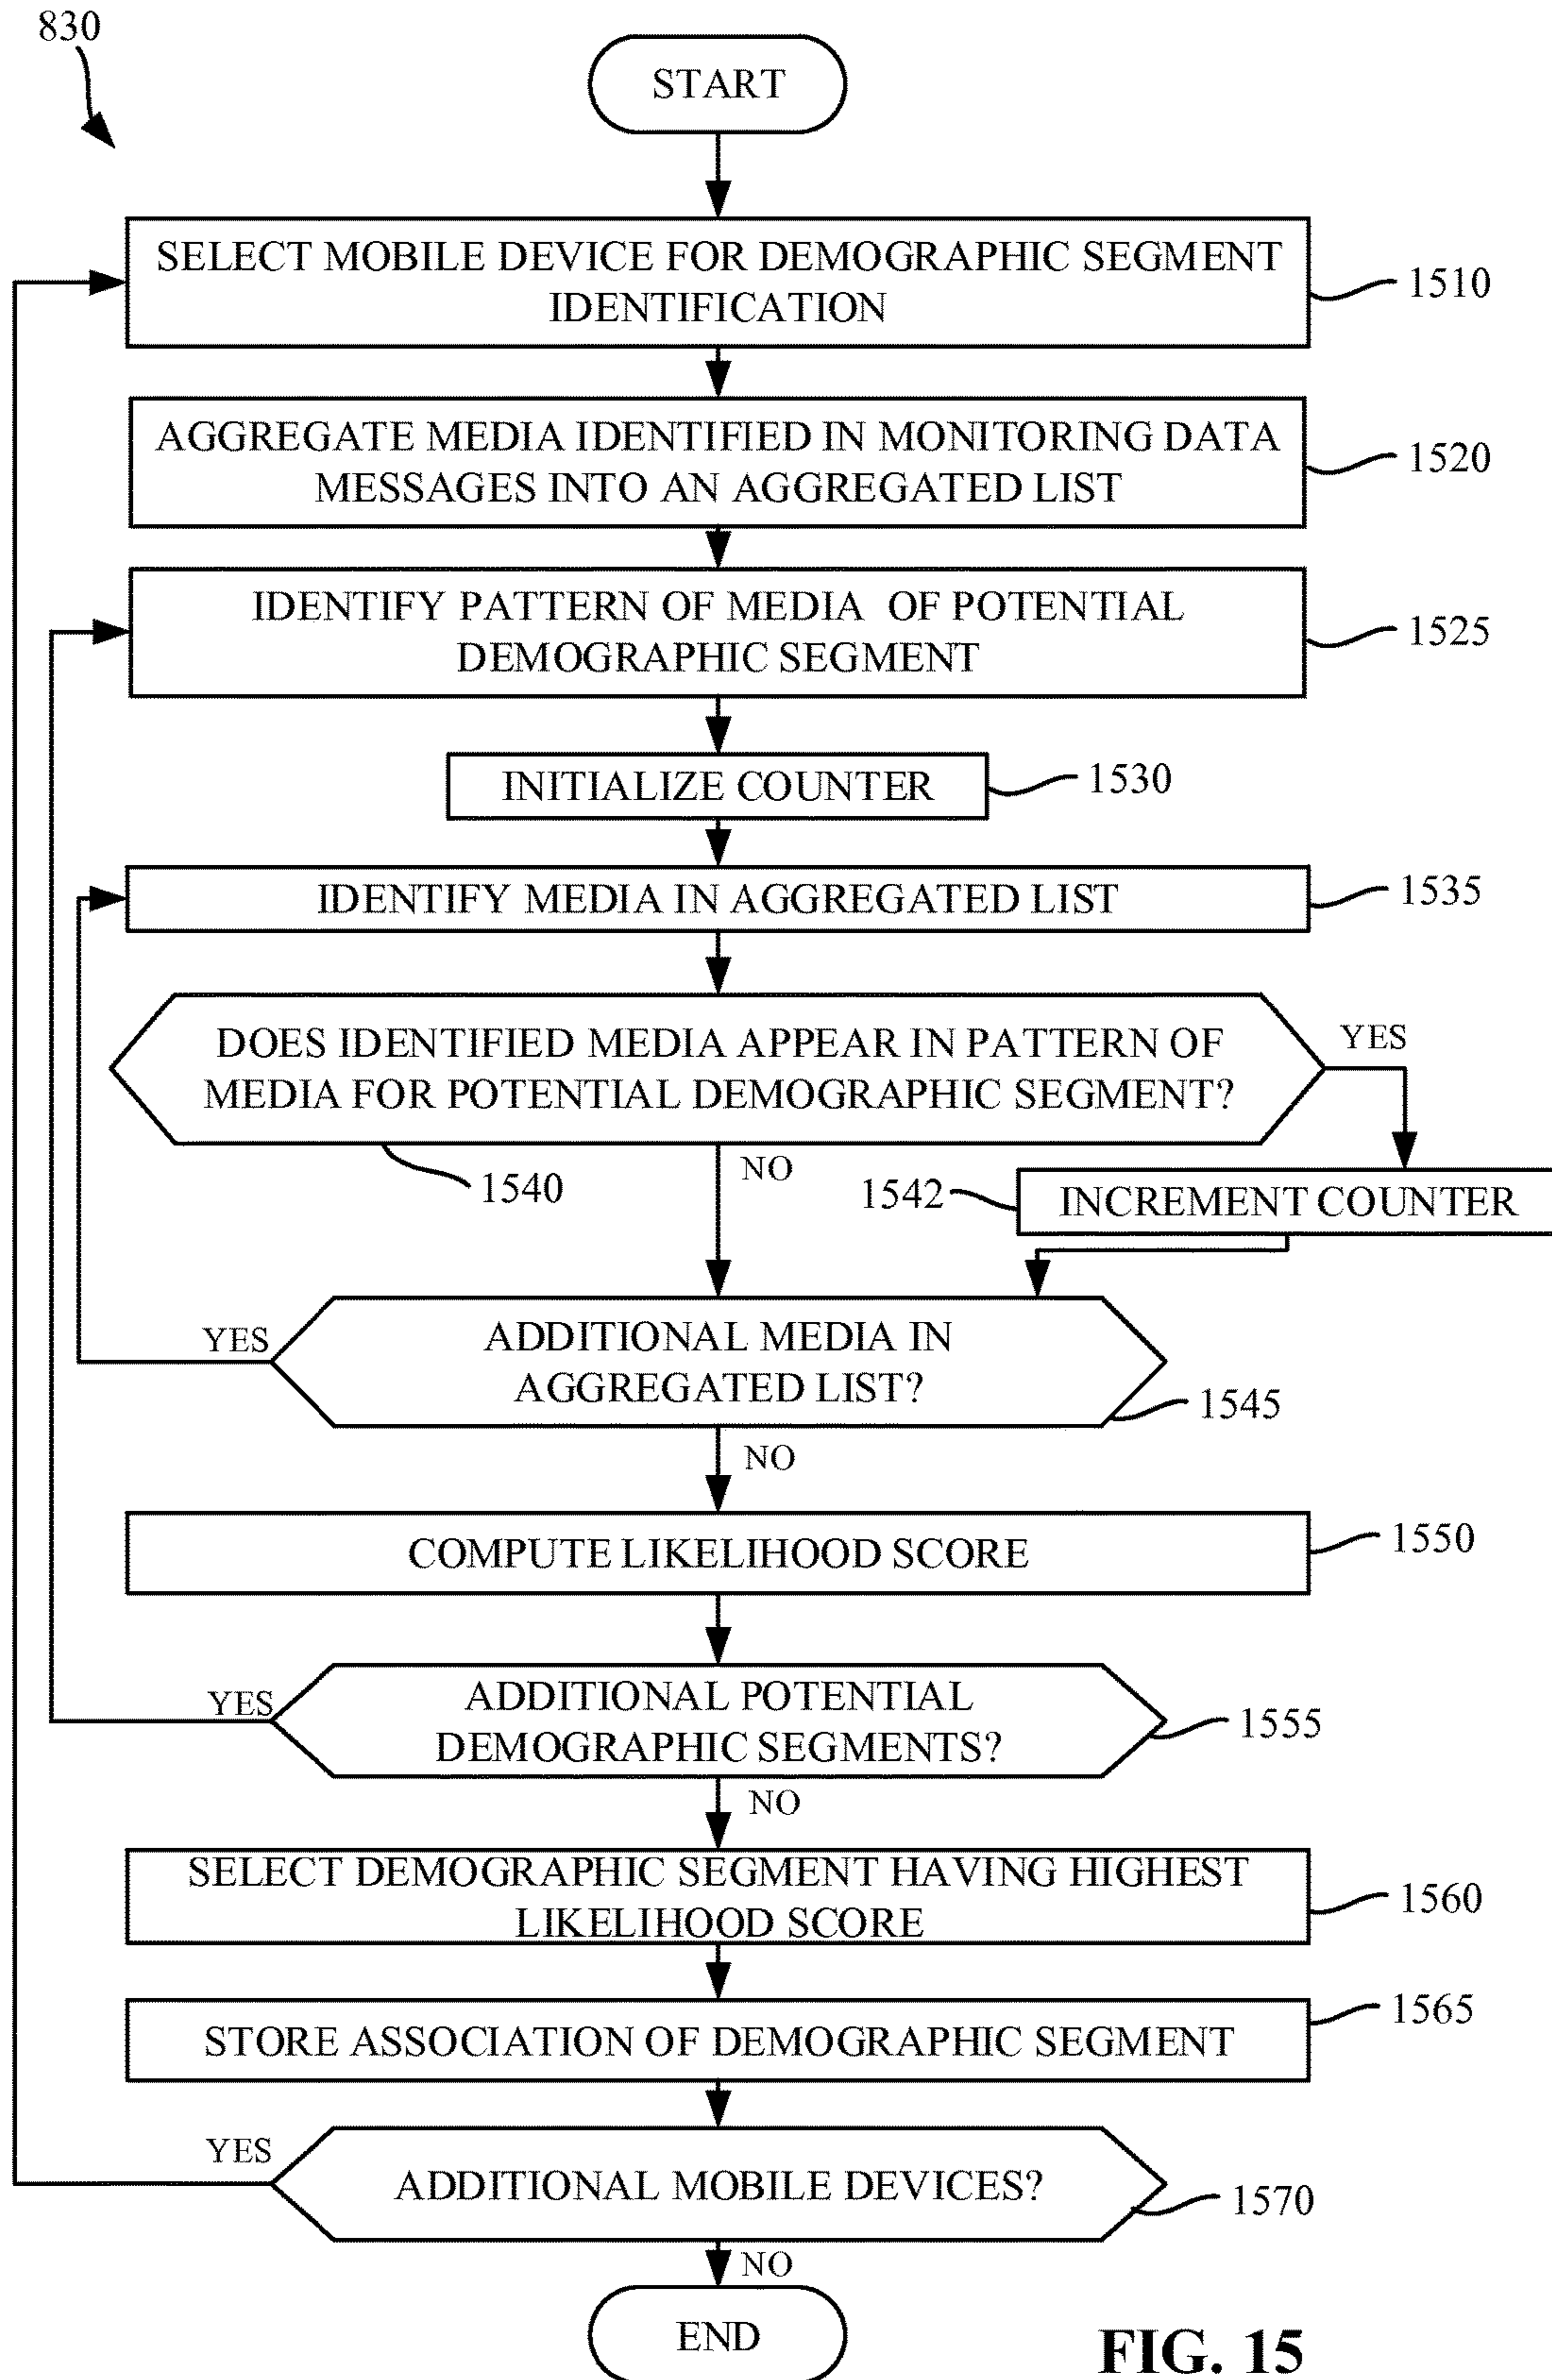 830
START
SELECT MOBILE DEVICE FOR DEMOGRAPHIC SEGMENT
IDENTIFICATION
1510
AGGREGATE MEDIA IDENTIFIED IN MONITORING DATA
MESSAGES INTO AN AGGREGATED LIST
1520
IDENTIFY PATTERN OF MEDIA OF POTENTIAL
DEMOGRAPHIC SEGMENT
1525
INITIALIZE COUNTER
1530
IDENTIFY MEDIA IN AGGREGATED LIST
1535
DOES IDENTIFIED MEDIA APPEAR IN PATTERN OF
MEDIA FOR POTENTIAL DEMOGRAPHIC SEGMENT?
YES
1540
NO
1542
INCREMENT COUNTER
YES
ADDITIONAL MEDIA IN
AGGREGATED LIST?
1545
NO
COMPUTE LIKELIHOOD SCORE
1550
YES
ADDITIONAL POTENTIAL
DEMOGRAPHIC SEGMENTS?
1555
NO
SELECT DEMOGRAPHIC SEGMENT HAVING HIGHEST
LIKELIHOOD SCORE
1560
STORE ASSOCIATION OF DEMOGRAPHIC SEGMENT
1565
YES
ADDITIONAL MOBILE DEVICES?
1570
NO
END
FIG. 15